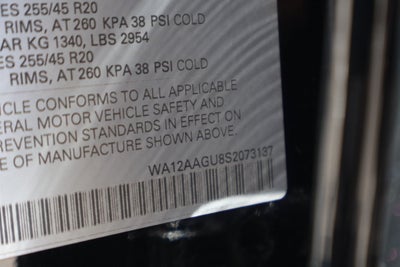 ES 255/45 R20
RIMS, AT 260 KPA 38 PSI COLD
AR KG 1340, LBS 2954
ES 255/45 R20
RIMS, AT 260 KPA 38 PSI COLD
HICLE CONFORMS TO ALL APPLICABLE
ERAL MOTOR VEHICLE SAFETY AND
REVENTION STANDARDS IN EFFECT ON
E OF MANUFACTURE SHOWN ABOVE.
WA12AAGU8S2073137